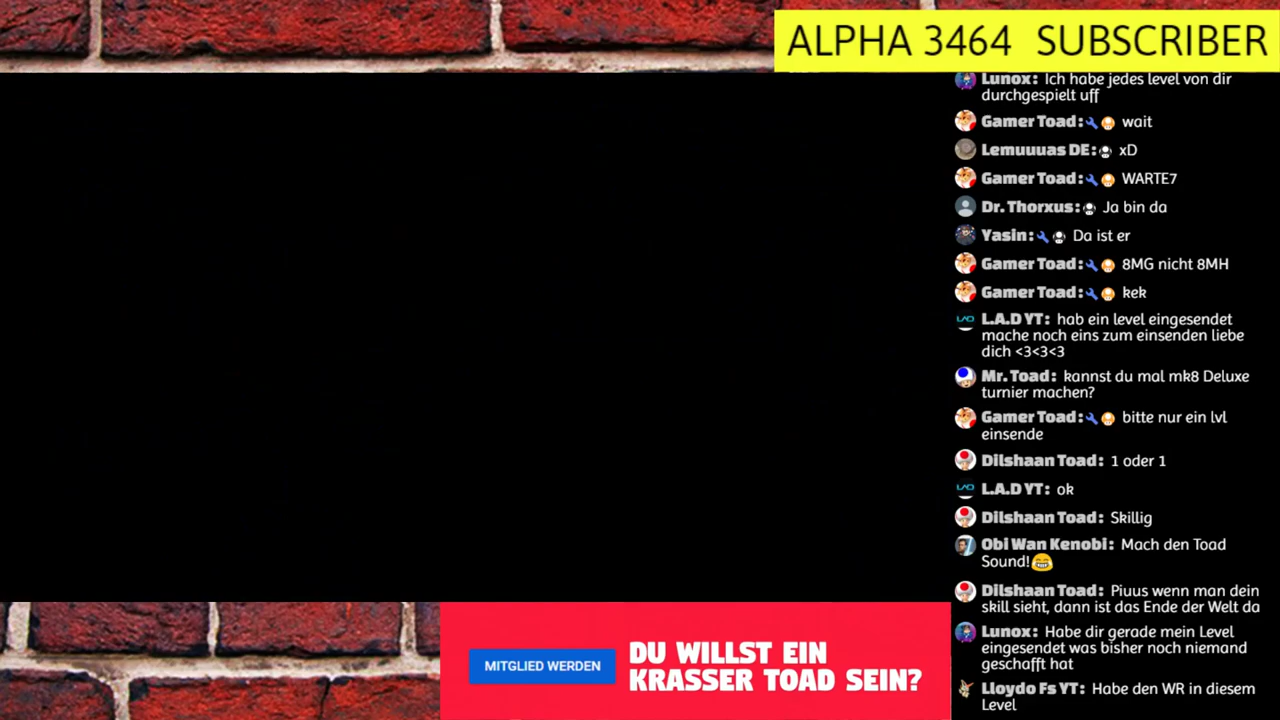 ALPHA 3464 SUBSCRIBER
Lunox: Ich habe jedes level von dir
durchgespielt uff
Gamer Toad: wait
Lemuuuas DE: xD
Gamer Toad: WARTE7
Dr. Thorxus: Ja bin da
Yasin: Da ist er
Gamer Toad: 8MG nicht 8MH
Gamer Toad: kek
L.A.D YT: hab ein level eingesendet
mache noch eins zum einsenden liebe
dich <3<3<3
Mr. Toad: kannst du mal mk8 Deluxe
turnier machen?
Gamer Toad: bitte nur ein lvl
einsende
Dilshaan Toad: 1 oder 1
L.A.D YT: ok
Dilshaan Toad: Skillig
Obi Wan Kenobi: Mach den Toad
Sound!😂
Dilshaan Toad: Piuus wenn man dein
skill sieht, dann ist das Ende der Welt da
Lunox: Habe dir gerade mein Level
eingesendet was bisher noch niemand
geschafft hat
Lloydo Fs YT: Habe den WR in diesem
Level
MITGLIED WERDEN
DU WILLST EIN
KRASSER TOAD SEIN?